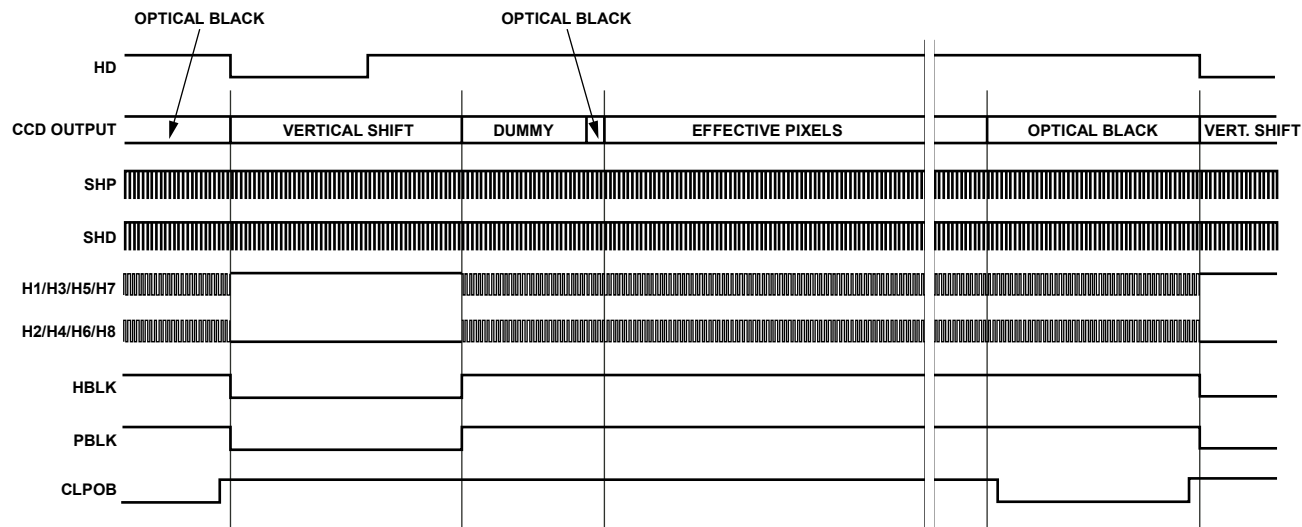 OPTICAL BLACK
OPTICAL BLACK
HD
CCD OUTPUT
VERTICAL SHIFT
DUMMY
EFFECTIVE PIXELS
OPTICAL BLACK
VERT. SHIFT
SHP
SHD
H1/H3/H5/H7
H2/H4/H6/H8
HBLK
PBLK
CLPOB